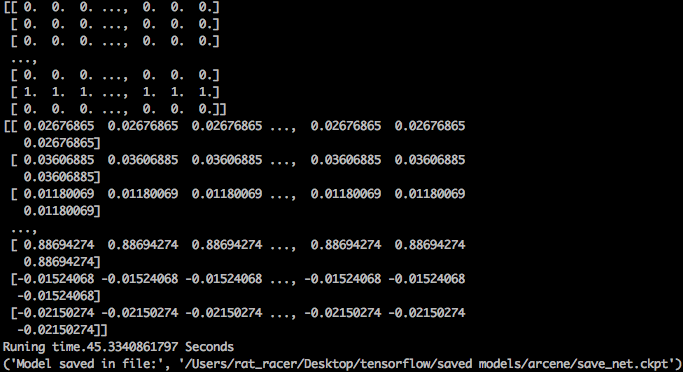 [[ 0.  0.  0. ...,  0.  0.  0.]
 [ 0.  0.  0. ...,  0.  0.  0.]
 [ 0.  0.  0. ...,  0.  0.  0.]
 ...,
 [ 0.  0.  0. ...,  0.  0.  0.]
 [ 1.  1.  1. ...,  1.  1.  1.]
 [ 0.  0.  0. ...,  0.  0.  0.]]
[[ 0.02676865  0.02676865  0.02676865 ...,  0.02676865  0.02676865
   0.02676865]
 [ 0.03606885  0.03606885  0.03606885 ...,  0.03606885  0.03606885
   0.03606885]
 [ 0.01180069  0.01180069  0.01180069 ...,  0.01180069  0.01180069
   0.01180069]
 ...,
 [ 0.88694274  0.88694274  0.88694274 ...,  0.88694274  0.88694274
   0.88694274]
 [-0.01524068 -0.01524068 -0.01524068 ..., -0.01524068 -0.01524068
  -0.01524068]
 [-0.02150274 -0.02150274 -0.02150274 ..., -0.02150274 -0.02150274
  -0.02150274]]
Runing time.45.3340861797 Seconds
('Model saved in file:', '/Users/rat_racer/Desktop/tensorflow/saved models/arcene/save_net.ckpt')